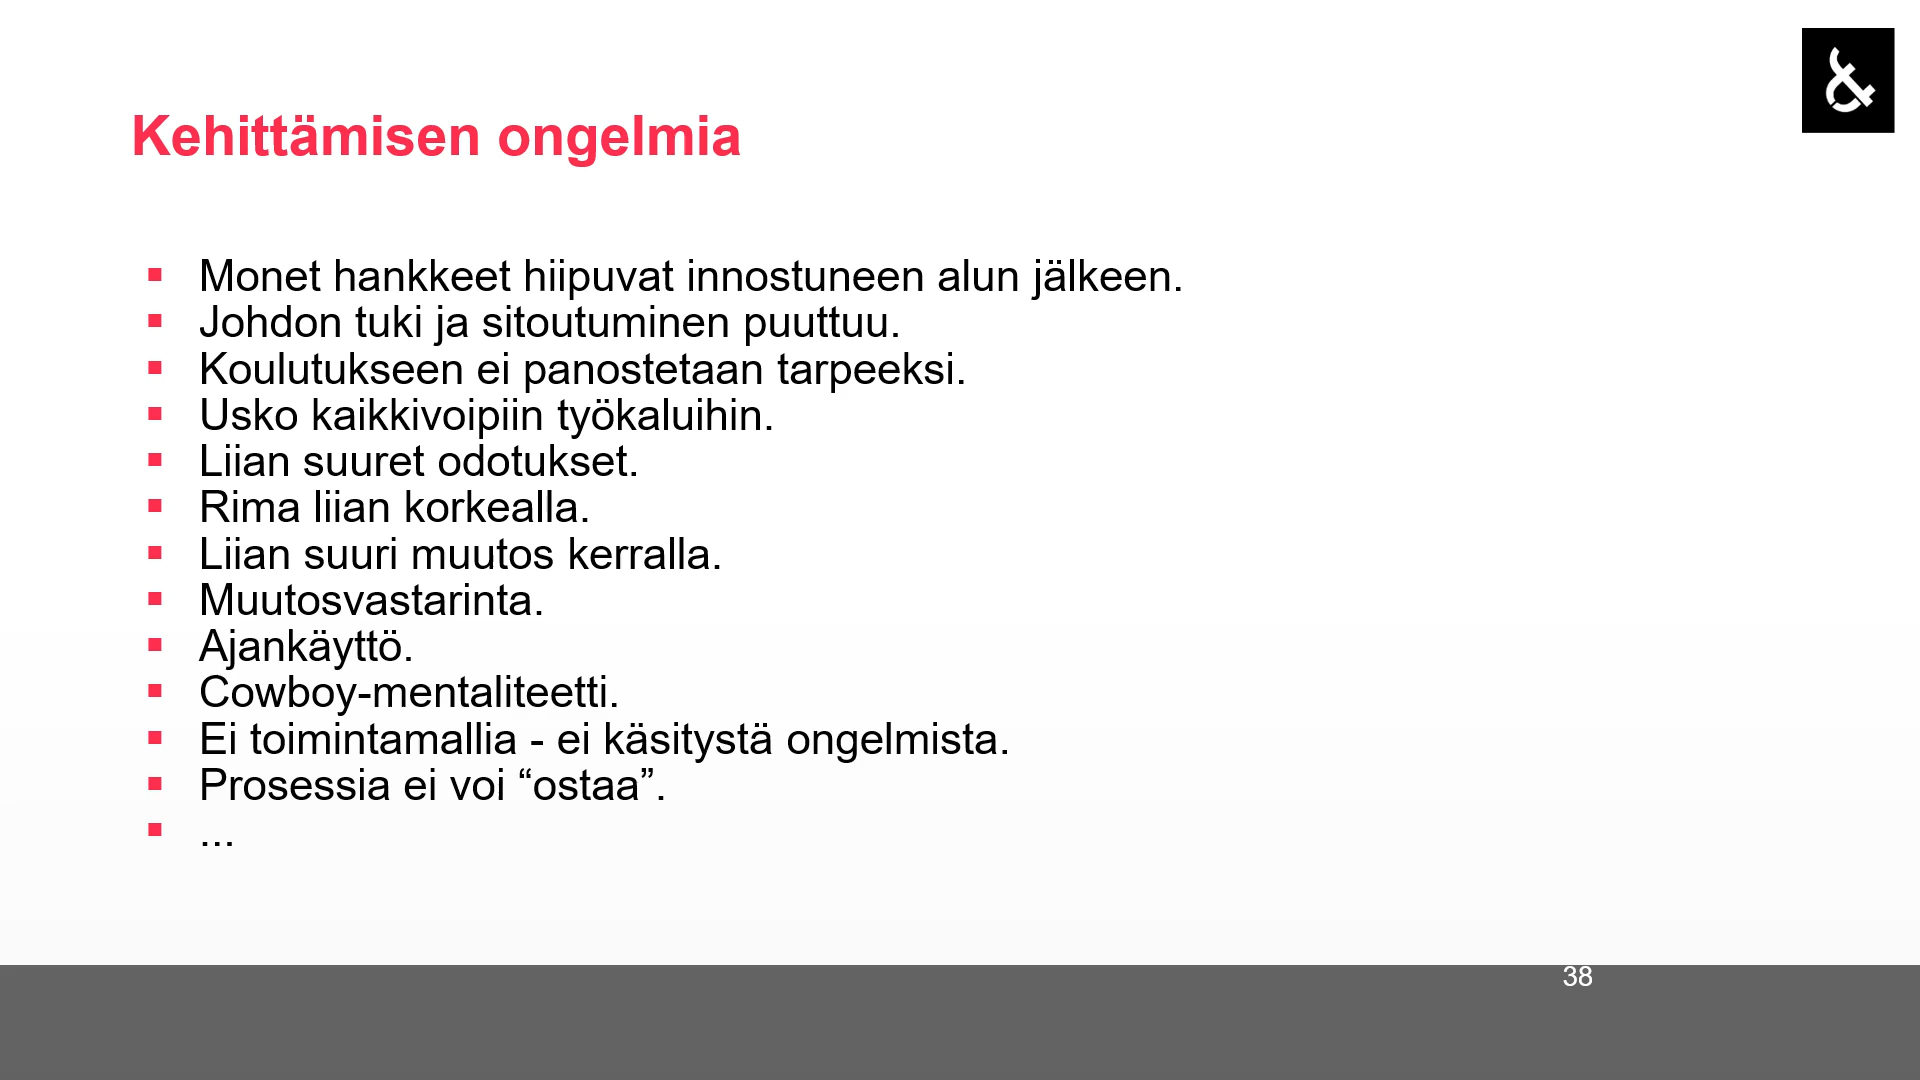 &
Kehittämisen ongelmia
▪ Monet hankkeet hiipuvat innostuneen alun jälkeen.
▪ Johdon tuki ja sitoutuminen puuttuu.
▪ Koulutukseen ei panostetaan tarpeeksi.
▪ Usko kaikkivoipiin työkaluihin.
▪ Liian suuret odotukset.
▪ Rima liian korkealla.
▪ Liian suuri muutos kerralla.
▪ Muutosvastarinta.
▪ Ajankäyttö.
▪ Cowboy-mentaliteetti.
▪ Ei toimintamallia - ei käsitystä ongelmista.
▪ Prosessia ei voi “ostaa”.
▪ ...
38